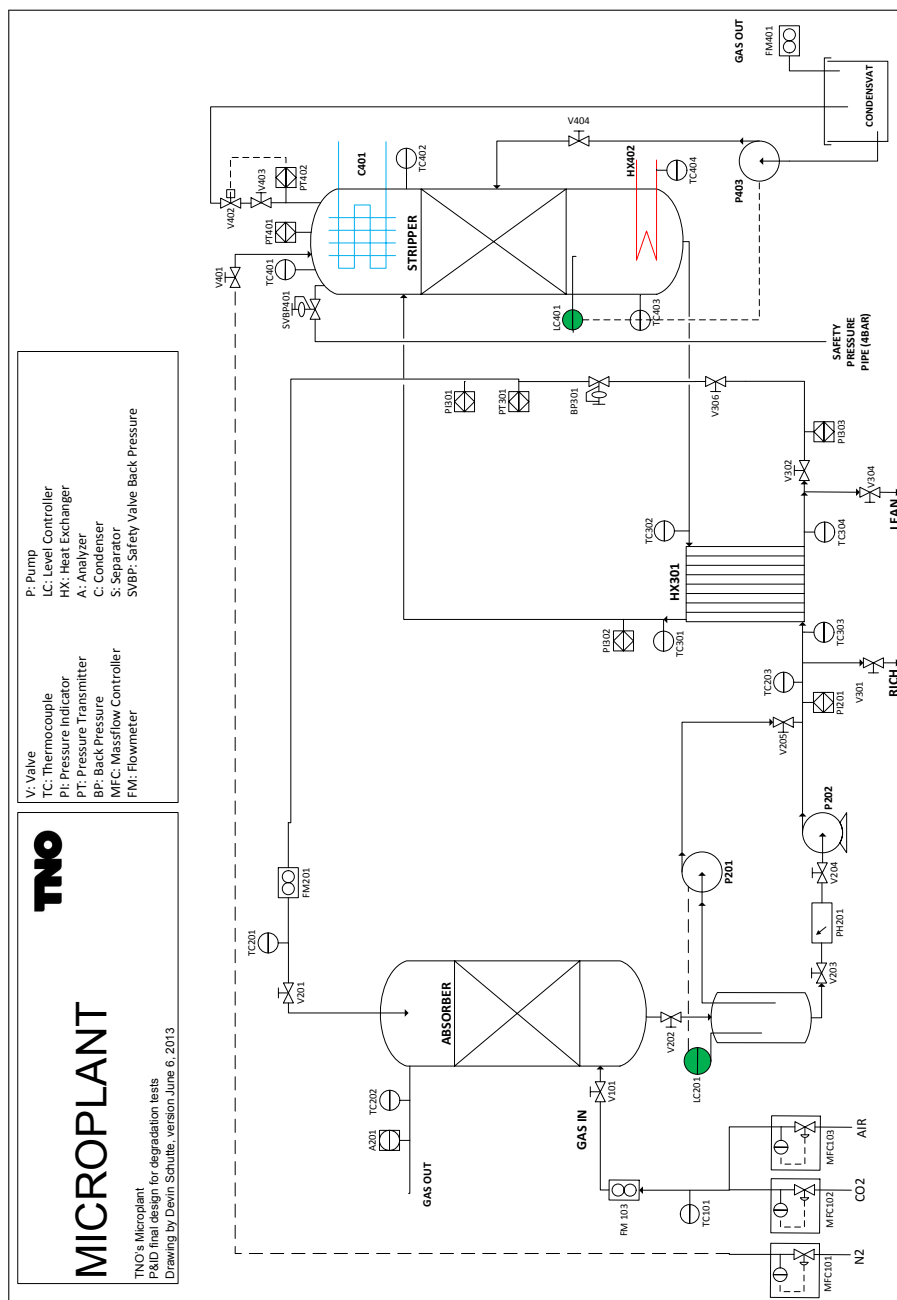 TNO
MICROPLANT
TNO's Microplant
P&ID final design for degradation tests
Drawing by Devin Schutte, version June 6, 2013
V: Valve
TC: Thermocouple
PI: Pressure Indicator
PT: Pressure Transmitter
BP: Back Pressure
MFC: Massflow Controller
FM: Flowmeter
P: Pump
LC: Level Controller
HX: Heat Exchanger
A: Analyzer
C: Condenser
S: Separator
SVBP: Safety Valve Back Pressure
GAS OUT
FM401
CONDENSVAT
V404
P403
V402
V403
PT402
C401
TC402
HX402
TC404
PT401
STRIPPER
TC401
V401
SVBP401
LC401
TC403
SAFETY
PRESSURE
PIPE (4BAR)
PI301
PT301
BP301
V306
PI303
V302
V304
LEAN
TC302
TC304
HX301
PI302
TC301
TC303
V301
RICH
TC203
PI201
V205
P202
V204
PH201
V203
P201
LC201
V202
FM201
TC201
V201
ABSORBER
TC202
A201
GAS OUT
GAS IN
V101
FM 103
TC101
MFC103
AIR
MFC102
CO2
MFC101
N2